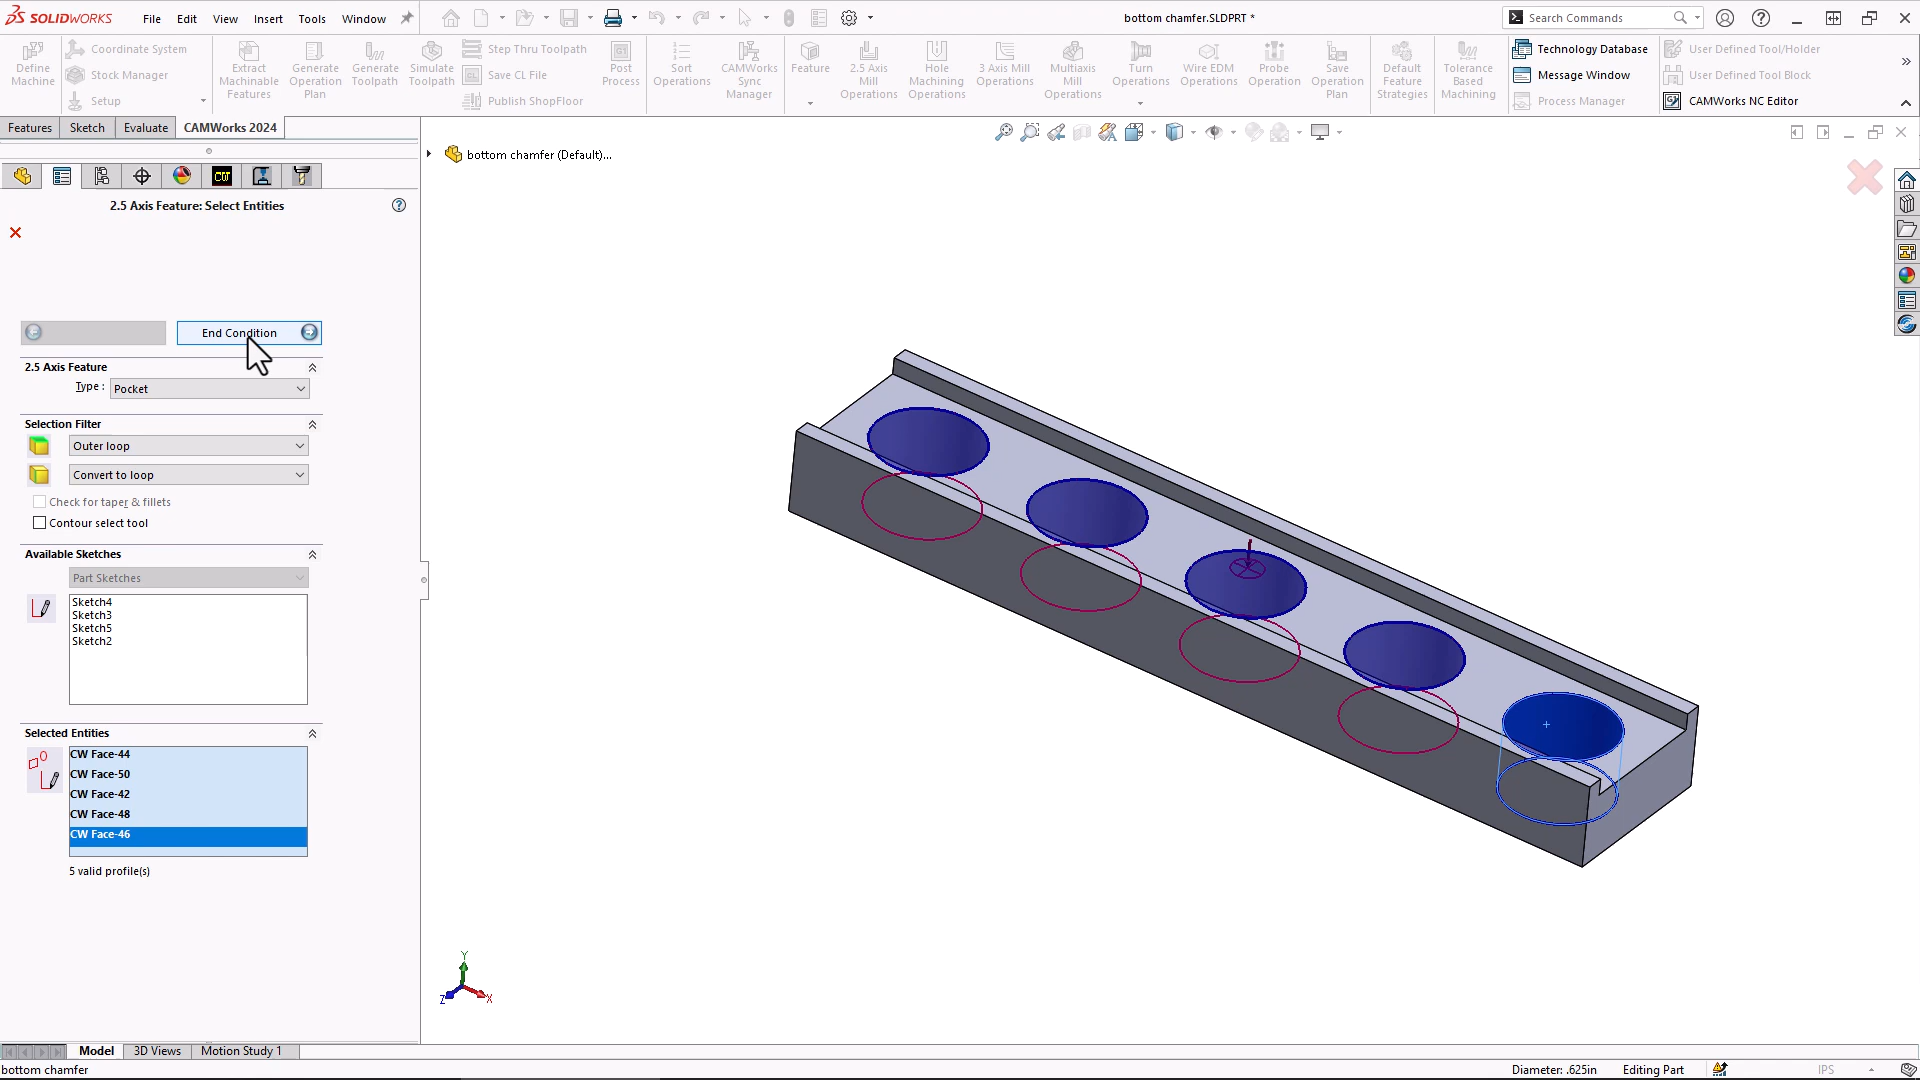 SOLIDWORKS
File Edit View Insert Tools Window
bottom chamfer.SLDPRT *
Search Commands
Define Machine
Coordinate System
Stock Manager
Setup
Extract Machinable Features
Generate Operation Plan
Generate Toolpath
Simulate Toolpath
Step Thru Toolpath
Save CL File
Publish ShopFloor
Post Process
Sort Operations
CAMWorks Sync Manager
Feature
2.5 Axis Mill Operations
Hole Machining Operations
3 Axis Mill Operations
Multiaxis Mill Operations
Turn Operations
Wire EDM Operations
Probe Operation
Save Operation Plan
Default Feature Strategies
Tolerance Based Machining
Technology Database
Message Window
Process Manager
User Defined Tool/Holder
User Defined Tool Block
CAMWorks NC Editor
Features Sketch Evaluate CAMWorks 2024
bottom chamfer (Default)...
CW
2.5 Axis Feature: Select Entities
End Condition
2.5 Axis Feature
Type : Pocket
Selection Filter
Outer loop
Convert to loop
Check for taper & fillets
Contour select tool
Available Sketches
Part Sketches
Sketch4
Sketch3
Sketch5
Sketch2
Selected Entities
CW Face-44
CW Face-50
CW Face-42
CW Face-48
CW Face-46
5 valid profile(s)
Y
Z X
Model 3D Views Motion Study 1
bottom chamfer
Diameter: .625in Editing Part IPS